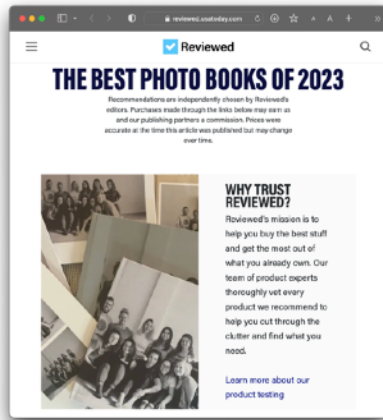 reviewed.usatoday.com
Reviewed
THE BEST PHOTO BOOKS OF 2023
Recommendations are independently chosen by Reviewed's
editors. Purchases made through the links below may earn us
and our publishing partners a commission. Prices were
accurate at the time this article was published but may change
over time.
WHY TRUST
REVIEWED?
Reviewed's mission is to
help you buy the best stuff
and get the most out of
what you already own. Our
team of product experts
thoroughly vet every
product we recommend to
help you cut through the
clutter and find what you
need.
Learn more about our
product testing